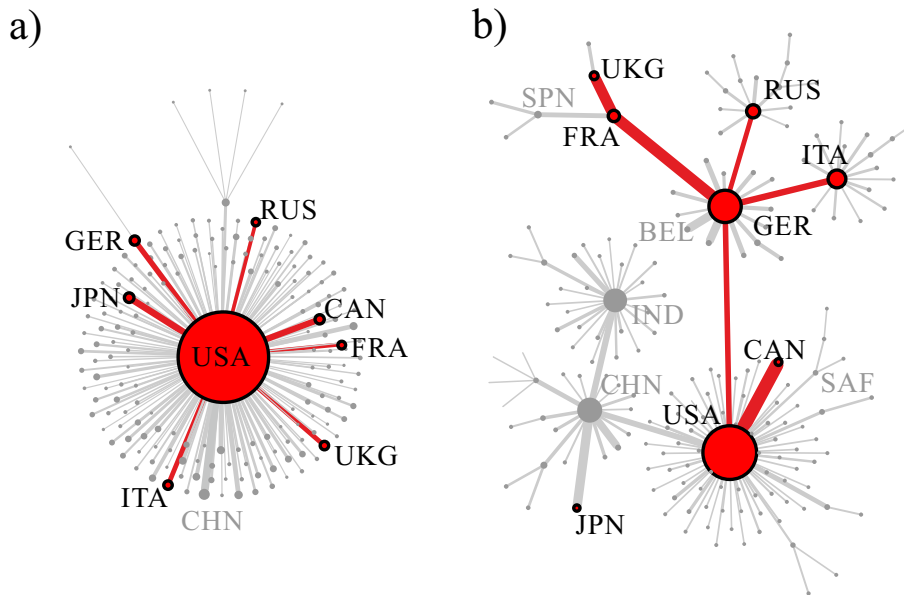 a)
RUS
GER
JPN
CAN
FRA
USA
UKG
ITA
CHN
b)
UKG
RUS
SPN
FRA
ITA
BEL
GER
IND
CAN
CHN
SAF
USA
JPN